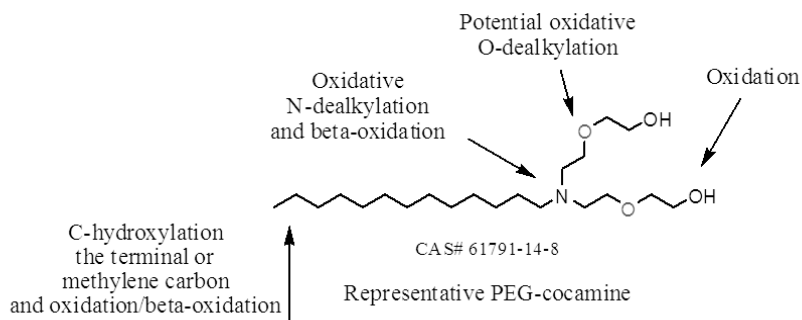 Potential oxidative
O-dealkylation
Oxidative
N-dealkylation
and beta-oxidation
Oxidation
O
OH
N
O
OH
C-hydroxylation
the terminal or
methylene carbon
and oxidation/beta-oxidation
CAS# 61791-14-8
Representative PEG-cocamine